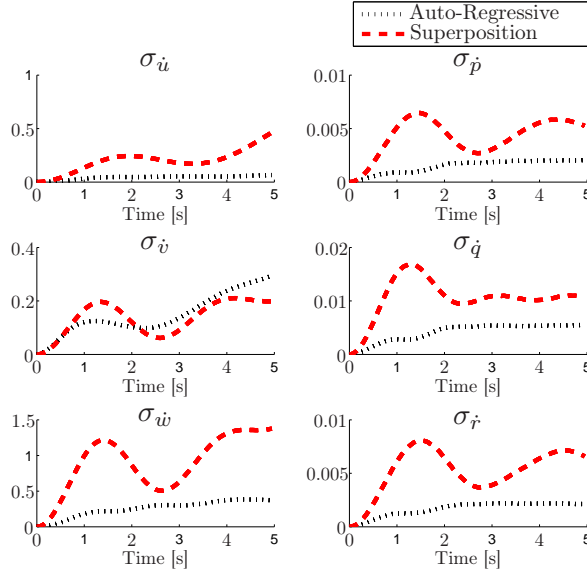 Auto-Regressive
Superposition
σ_u̇
1
0.5
0
0 1 2 3 4 5
Time [s]
σ_ṗ
0.01
0.005
0
0 1 2 3 4 5
Time [s]
σ_v̇
0.4
0.2
0
0 1 2 3 4 5
Time [s]
σ_q̇
0.02
0.01
0
0 1 2 3 4 5
Time [s]
σ_ẇ
1.5
1
0.5
0
0 1 2 3 4 5
Time [s]
σ_ṙ
0.01
0.005
0
0 1 2 3 4 5
Time [s]